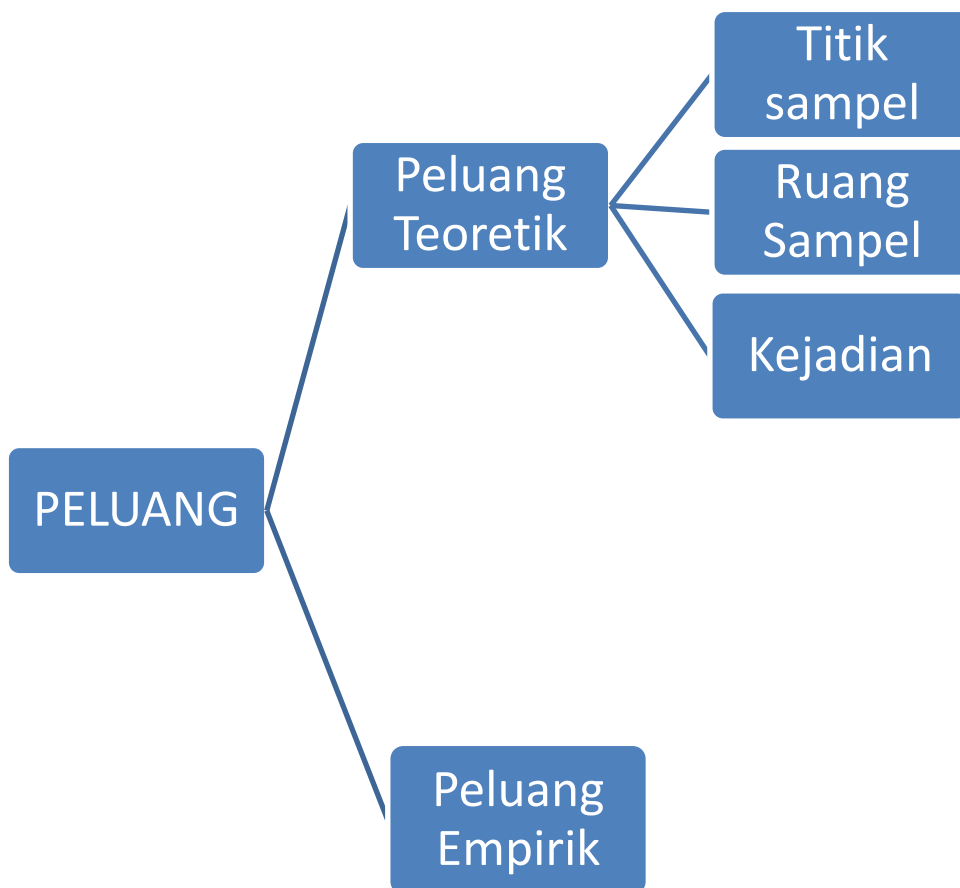 Titik
sampel
Peluang
Teoretik
Ruang
Sampel
Kejadian
PELUANG
Peluang
Empirik